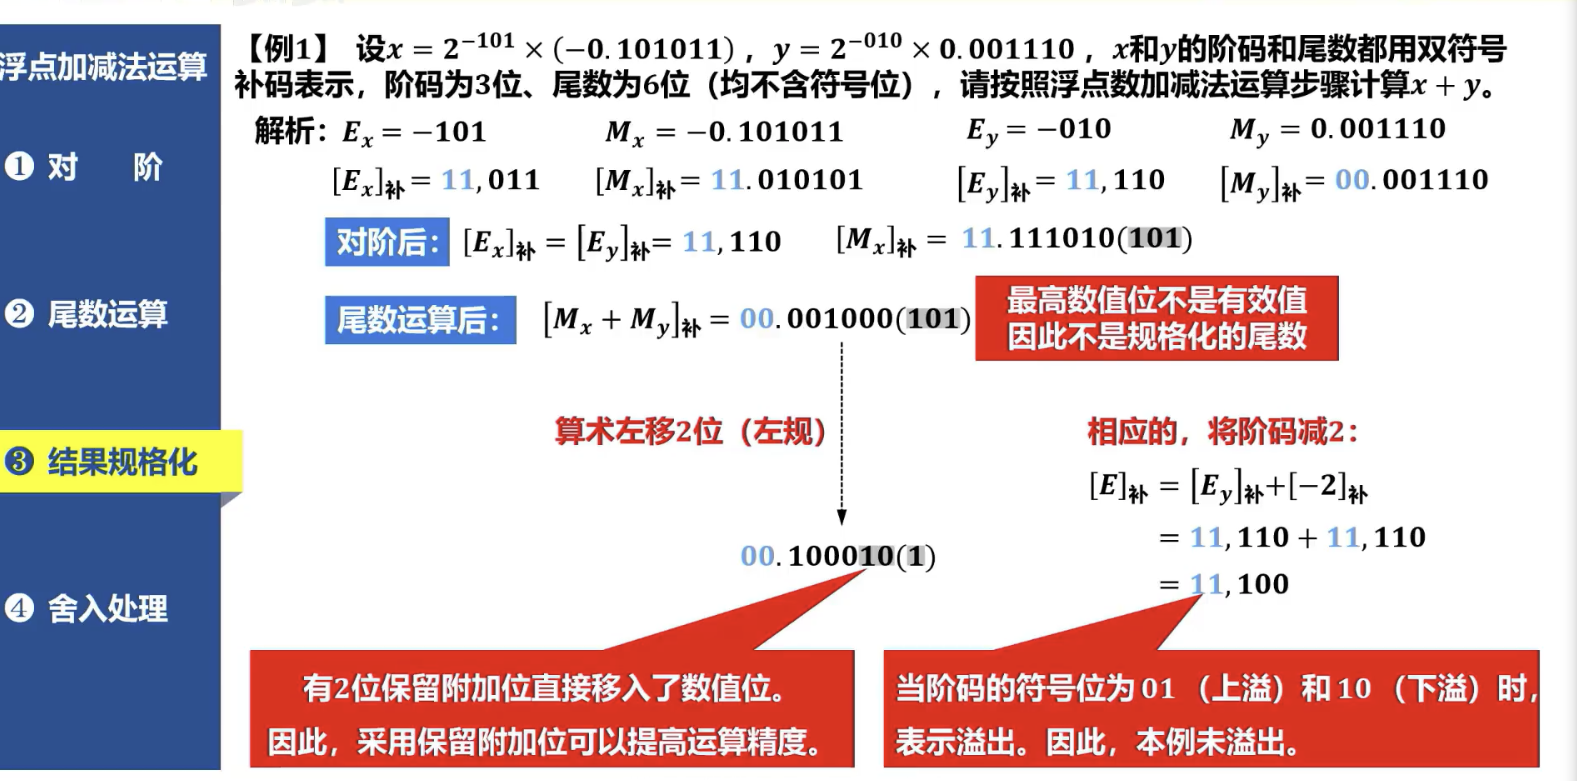 浮点加减法运算
❶ 对 阶
❷ 尾数运算
❸ 结果规格化
❹ 舍入处理
【例1】 设x = 2⁻¹⁰¹ × (−0.101011)，y = 2⁻⁰¹⁰ × 0.001110，x和y的阶码和尾数都用双符号
补码表示，阶码为3位、尾数为6位（均不含符号位），请按照浮点数加减法运算步骤计算x + y。
解析：Eₓ = −101 Mₓ = −0.101011 E_y = −010 M_y = 0.001110
[Eₓ]补 = 11,011 [Mₓ]补 = 11.010101 [E_y]补 = 11,110 [M_y]补 = 00.001110
对阶后： [Eₓ]补 = [E_y]补 = 11,110 [Mₓ]补 = 11.111010(101)
尾数运算后： [Mₓ + M_y]补 = 00.001000(101)
最高数值位不是有效值
因此不是规格化的尾数
算术左移2位（左规）
相应的，将阶码减2：
[E]补 = [E_y]补+[−2]补
= 11,110 + 11,110
= 11,100
00.100010(1)
有2位保留附加位直接移入了数值位。
因此，采用保留附加位可以提高运算精度。
当阶码的符号位为 01 （上溢）和 10 （下溢）时，
表示溢出。因此，本例未溢出。